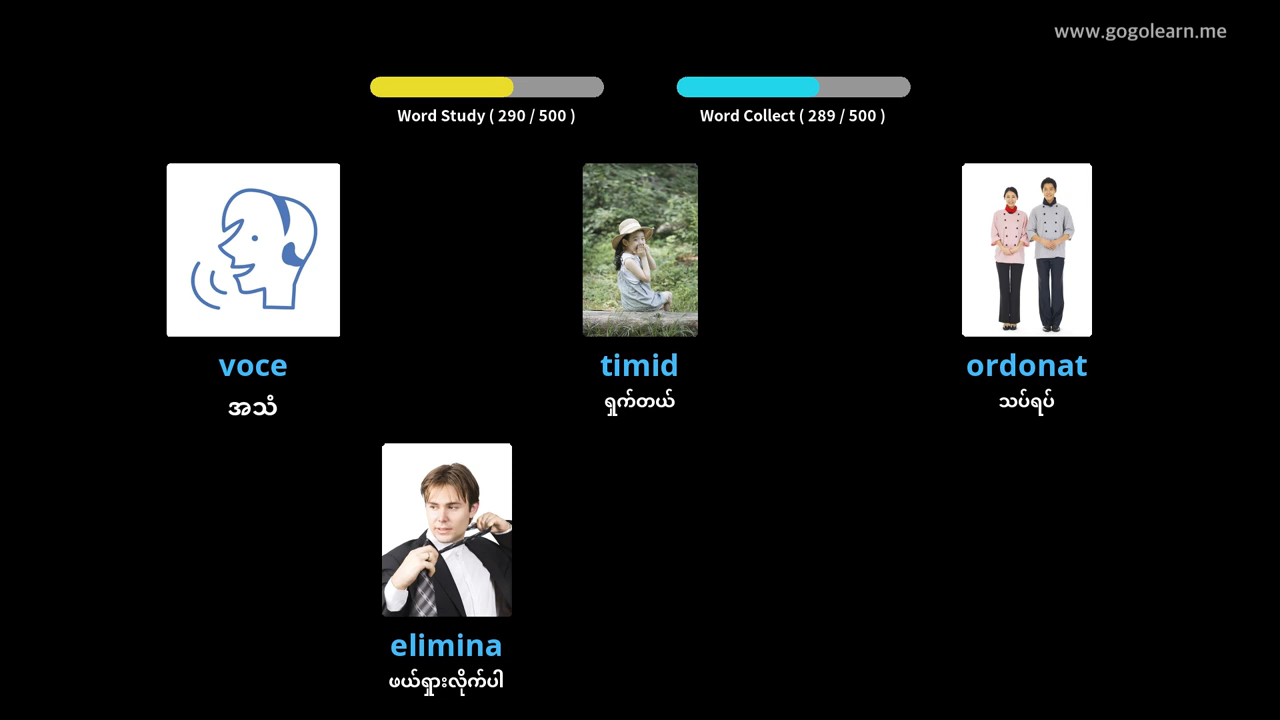 www.gogolearn.me
Word Study ( 290 / 500 )
Word Collect ( 289 / 500 )
voce
အသံ
timid
ရှက်တယ်
ordonat
သပ်ရပ်
elimina
ဖယ်ရှားလိုက်ပါ